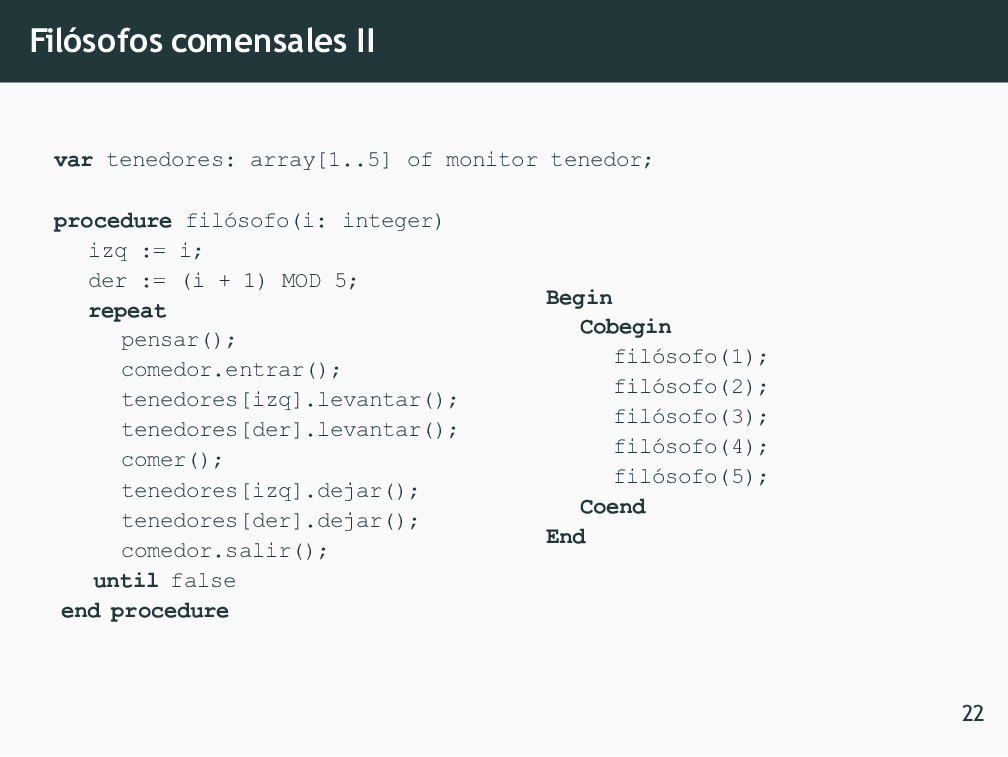 Filósofos comensales II
var tenedores: array[1..5] of monitor tenedor;
procedure filósofo(i: integer)
izq := i;
der := (i + 1) MOD 5;
repeat
pensar();
comedor.entrar();
tenedores[izq].levantar();
tenedores[der].levantar();
comer();
tenedores[izq].dejar();
tenedores[der].dejar();
comedor.salir();
until false
end procedure
Begin
Cobegin
filósofo(1);
filósofo(2);
filósofo(3);
filósofo(4);
filósofo(5);
Coend
End
22